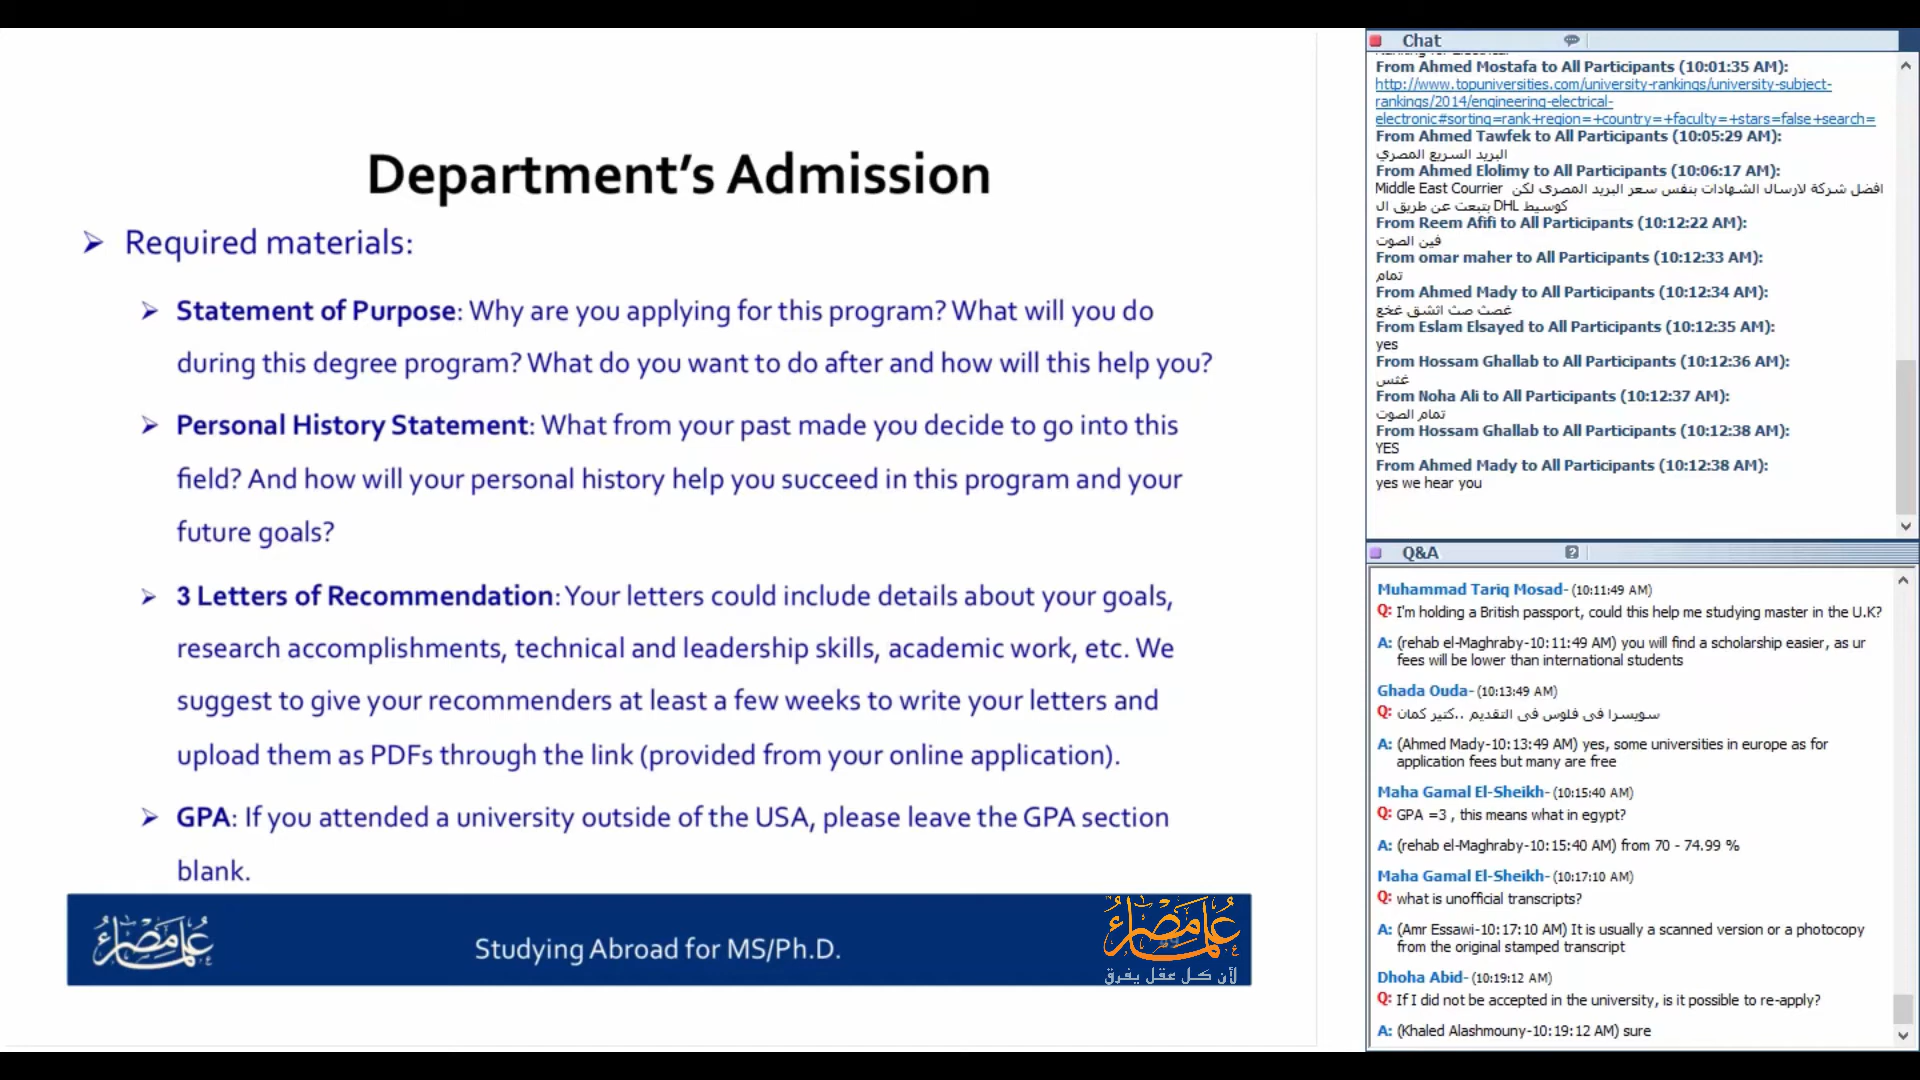 Department's Admission
➢ Required materials:
➢ Statement of Purpose: Why are you applying for this program? What will you do
during this degree program? What do you want to do after and how will this help you?
➢ Personal History Statement: What from your past made you decide to go into this
field? And how will your personal history help you succeed in this program and your
future goals?
➢ 3 Letters of Recommendation: Your letters could include details about your goals,
research accomplishments, technical and leadership skills, academic work, etc. We
suggest to give your recommenders at least a few weeks to write your letters and
upload them as PDFs through the link (provided from your online application).
➢ GPA: If you attended a university outside of the USA, please leave the GPA section
blank.
علماء مصر
Studying Abroad for MS/Ph.D.
علماء مصر
لأن كل عقل يفرق
Chat
From Ahmed Mostafa to All Participants (10:01:35 AM):
http://www.topuniversities.com/university-rankings/university-subject-
rankings/2014/engineering-electrical-
electronic#sorting=rank+region=+country=+faculty=+stars=false+search=
From Ahmed Tawfek to All Participants (10:05:29 AM):
البريد السريع المصري
From Ahmed Elolimy to All Participants (10:06:17 AM):
Middle East Courrier افضل شركة لارسال الشهادات بنفس سعر البريد المصرى لكن
كوسيط DHL بتبعت عن طريق ال
From Reem Afifi to All Participants (10:12:22 AM):
فين الصوت
From omar maher to All Participants (10:12:33 AM):
تمام
From Ahmed Mady to All Participants (10:12:34 AM):
غصث صث اثشق غخع
From Eslam Elsayed to All Participants (10:12:35 AM):
yes
From Hossam Ghallab to All Participants (10:12:36 AM):
غثس
From Noha Ali to All Participants (10:12:37 AM):
تمام الصوت
From Hossam Ghallab to All Participants (10:12:38 AM):
YES
From Ahmed Mady to All Participants (10:12:38 AM):
yes we hear you
Q&A
Muhammad Tariq Mosad- (10:11:49 AM)
Q: I'm holding a British passport, could this help me studying master in the U.K?
A: (rehab el-Maghraby-10:11:49 AM) you will find a scholarship easier, as ur
fees will be lower than international students
Ghada Ouda- (10:13:49 AM)
Q: سويسرا فى فلوس فى التقديم ..كتير كمان
A: (Ahmed Mady-10:13:49 AM) yes, some universities in europe as for
application fees but many are free
Maha Gamal El-Sheikh- (10:15:40 AM)
Q: GPA =3 , this means what in egypt?
A: (rehab el-Maghraby-10:15:40 AM) from 70 - 74.99 %
Maha Gamal El-Sheikh- (10:17:10 AM)
Q: what is unofficial transcripts?
A: (Amr Essawi-10:17:10 AM) It is usually a scanned version or a photocopy
from the original stamped transcript
Dhoha Abid- (10:19:12 AM)
Q: If I did not be accepted in the university, is it possible to re-apply?
A: (Khaled Alashmouny-10:19:12 AM) sure